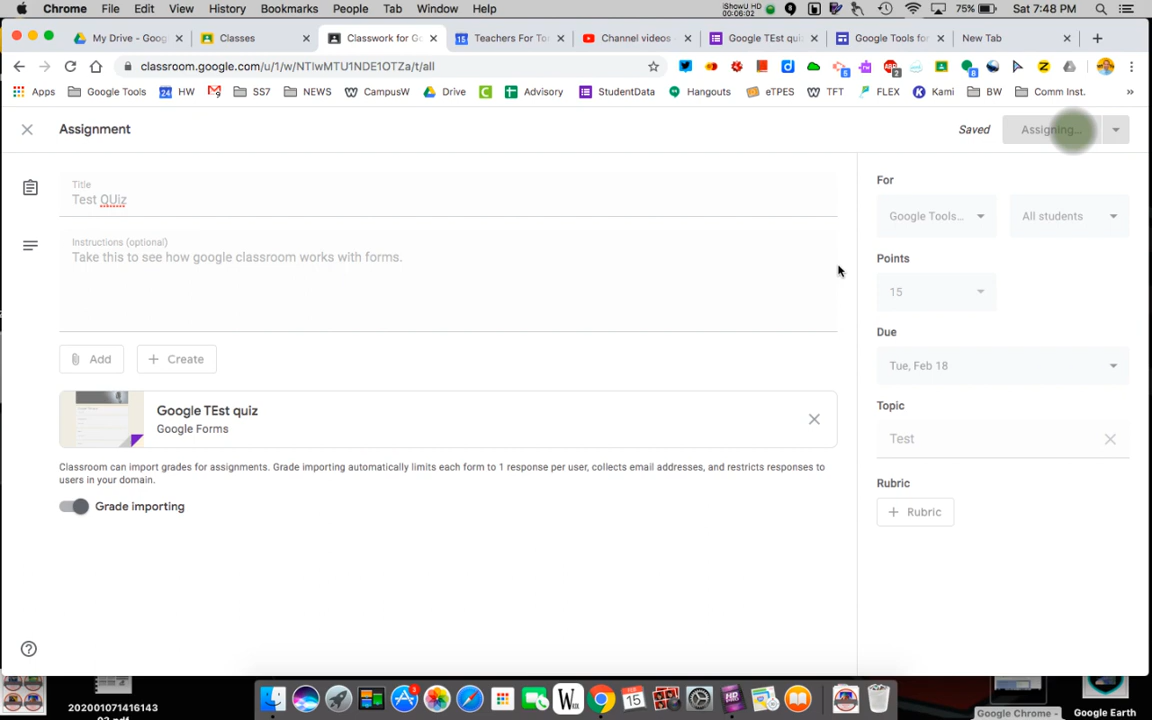 Chrome File Edit View History Bookmarks People Tab Window Help iShowU HD 00:06:02 75% Sat 7:48 PM
My Drive - Goog Classes Classwork for Go Teachers For To Channel videos - Google TEst qui Google Tools for New Tab
classroom.google.com/u/1/w/NTIwMTU1NDE1OTZa/t/all
Apps Google Tools HW SS7 NEWS CampusW Drive Advisory StudentData Hangouts eTPES TFT FLEX Kami BW Comm Inst. »
Assignment Saved Assigning...
Title
Test QUiz
Instructions (optional)
Take this to see how google classroom works with forms.
Add Create
Google TEst quiz
Google Forms
Classroom can import grades for assignments. Grade importing automatically limits each form to 1 response per user, collects email addresses, and restricts responses to
users in your domain.
Grade importing
For
Google Tools... All students
Points
15
Due
Tue, Feb 18
Topic
Test
Rubric
Rubric
202001071416143
Google Chrome -
Google Earth